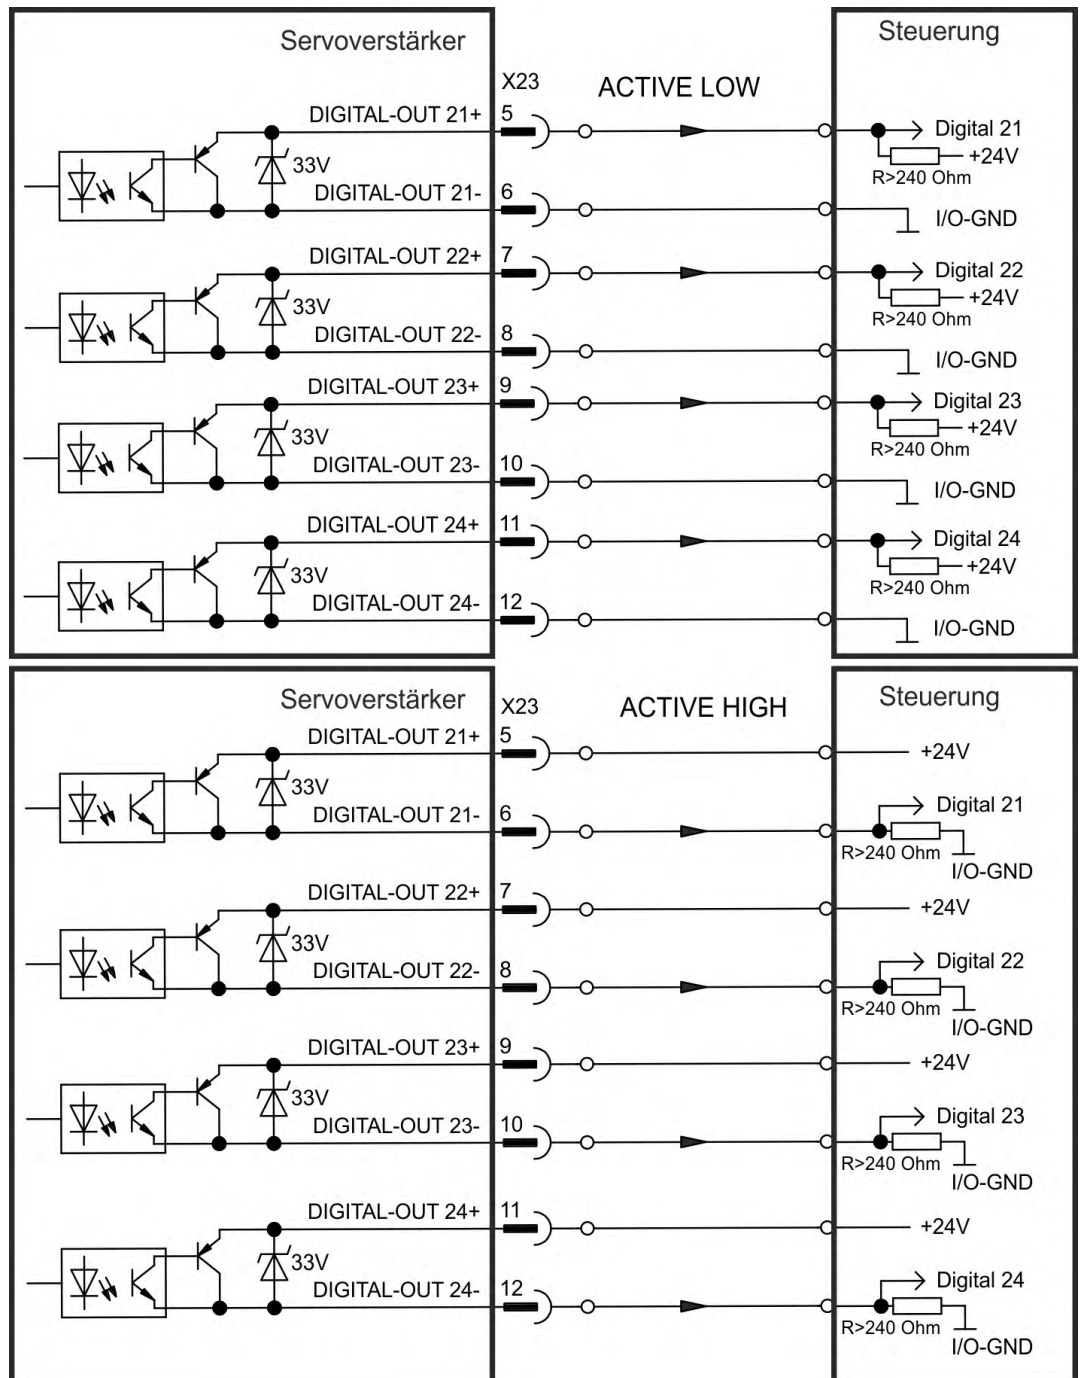 Servoverstärker
Steuerung
X23
ACTIVE LOW
DIGITAL-OUT 21+
5
Digital 21
33V
+24V
R>240 Ohm
DIGITAL-OUT 21-
6
I/O-GND
DIGITAL-OUT 22+
7
Digital 22
33V
+24V
R>240 Ohm
DIGITAL-OUT 22-
8
I/O-GND
DIGITAL-OUT 23+
9
Digital 23
33V
+24V
R>240 Ohm
DIGITAL-OUT 23-
10
I/O-GND
DIGITAL-OUT 24+
11
Digital 24
33V
+24V
R>240 Ohm
DIGITAL-OUT 24-
12
I/O-GND
Servoverstärker
Steuerung
X23
ACTIVE HIGH
DIGITAL-OUT 21+
5
+24V
33V
DIGITAL-OUT 21-
6
Digital 21
R>240 Ohm
I/O-GND
DIGITAL-OUT 22+
7
+24V
33V
DIGITAL-OUT 22-
8
Digital 22
R>240 Ohm
I/O-GND
DIGITAL-OUT 23+
9
+24V
33V
DIGITAL-OUT 23-
10
Digital 23
R>240 Ohm
I/O-GND
DIGITAL-OUT 24+
11
+24V
33V
DIGITAL-OUT 24-
12
Digital 24
R>240 Ohm
I/O-GND